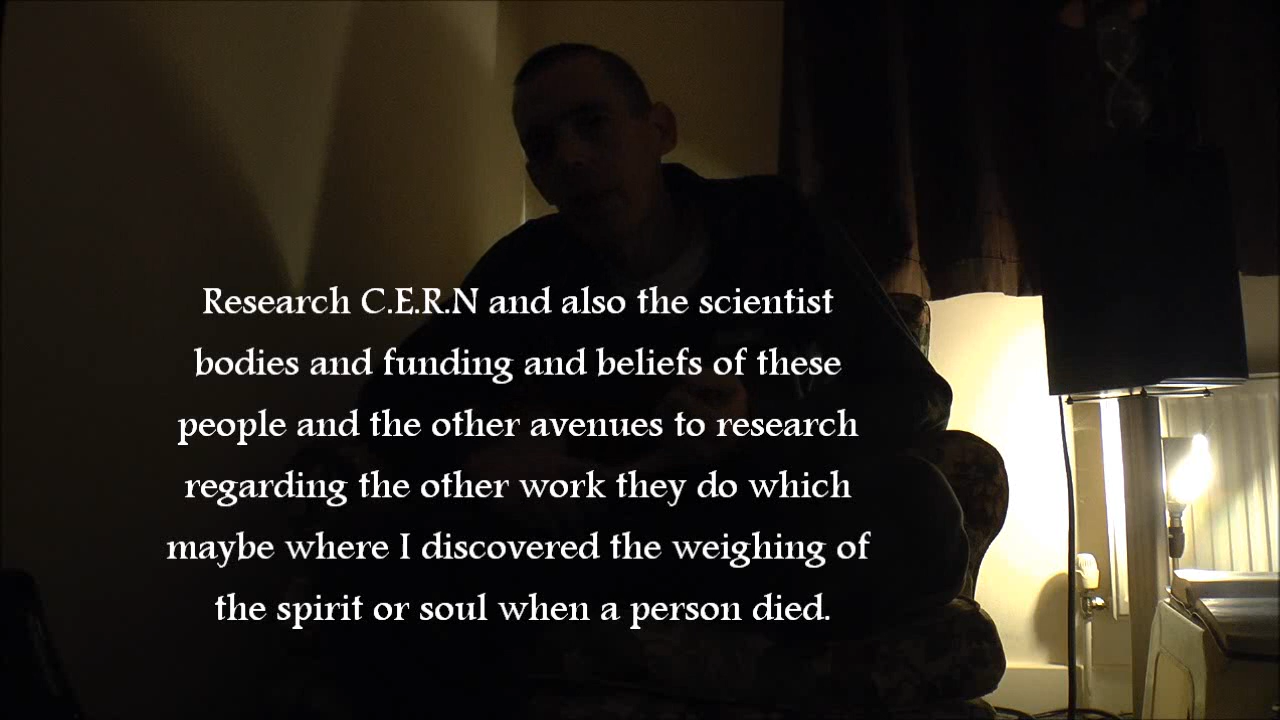 Research C.E.R.N and also the scientist
bodies and funding and beliefs of these
people and the other avenues to research
regarding the other work they do which
maybe where I discovered the weighing of
the spirit or soul when a person died.